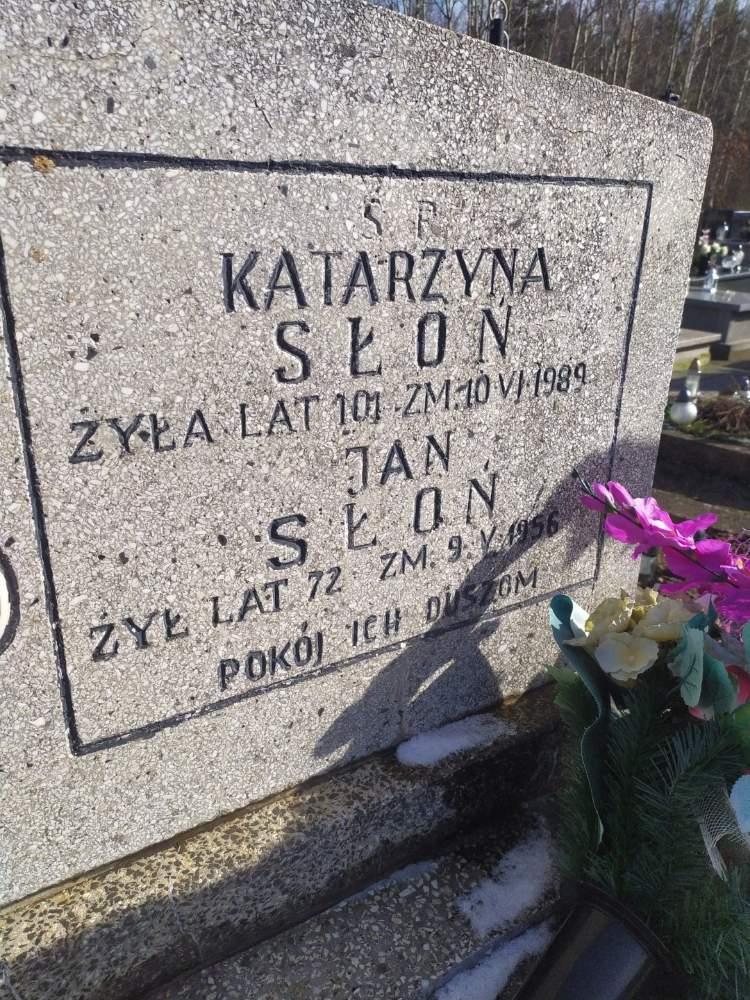 Ś P
KATARZYNA
SŁOŃ
ŻYŁA LAT 101 ZM. 10 VI 1989
JAN
SŁOŃ
ŻYŁ LAT 72 ZM. 9. V. 1956
POKÓJ ICH DUSZOM